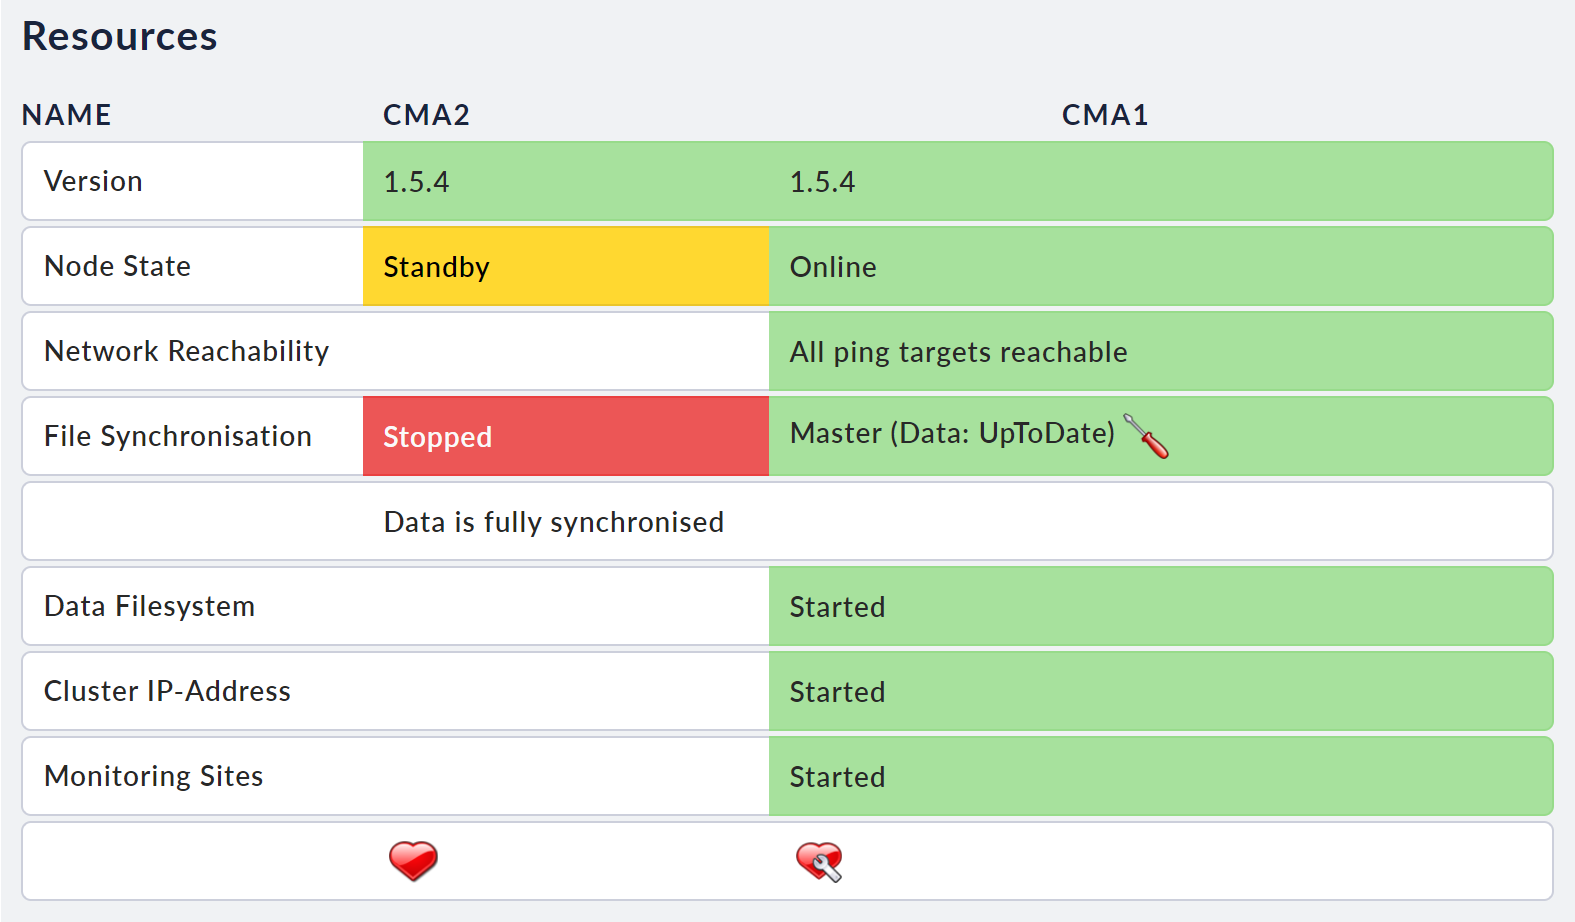 Resources
NAME CMA2 CMA1
Version 1.5.4 1.5.4
Node State Standby Online
Network Reachability All ping targets reachable
File Synchronisation Stopped Master (Data: UpToDate)
Data is fully synchronised
Data Filesystem Started
Cluster IP-Address Started
Monitoring Sites Started